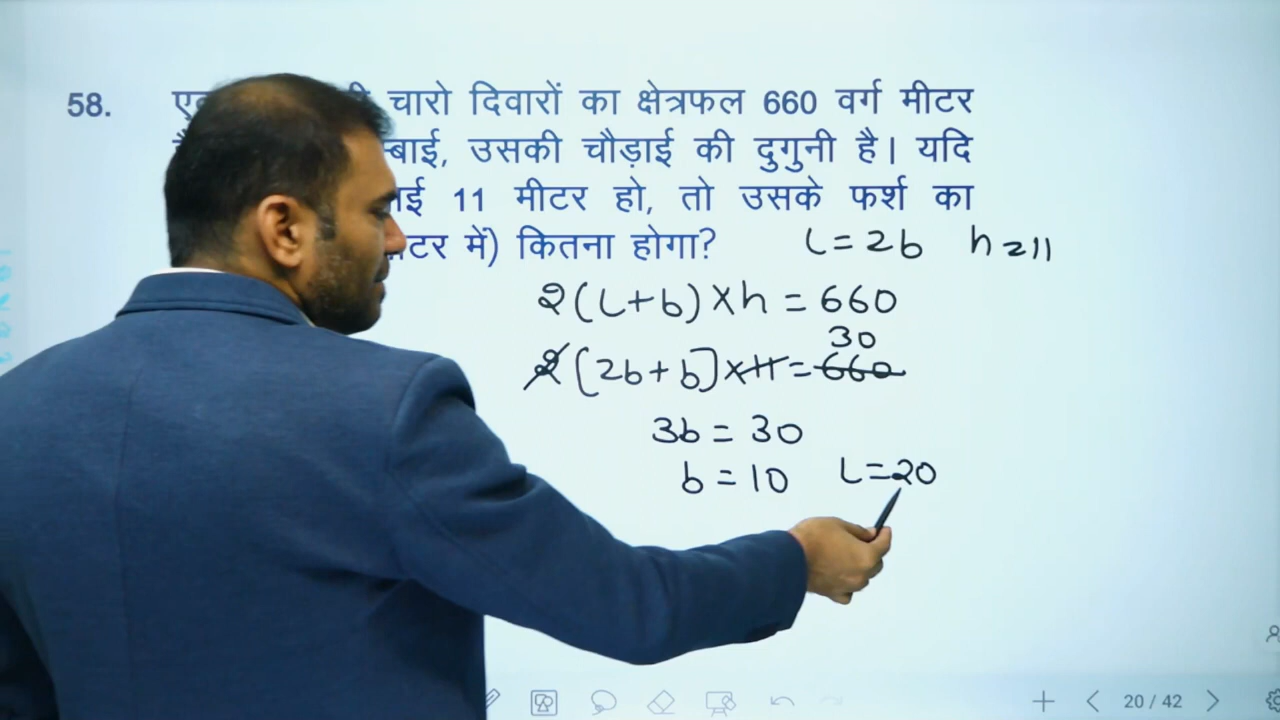 58. चारो दिवारों का क्षेत्रफल 660 वर्ग मीटर
उसकी चौड़ाई की दुगुनी है। यदि
11 मीटर हो, तो उसके फर्श का
में) कितना होगा? l=2b h=11
2(l+b)×h=660
30
2(2b+b)×11=660
3b=30
b=10 l=20
20 / 42